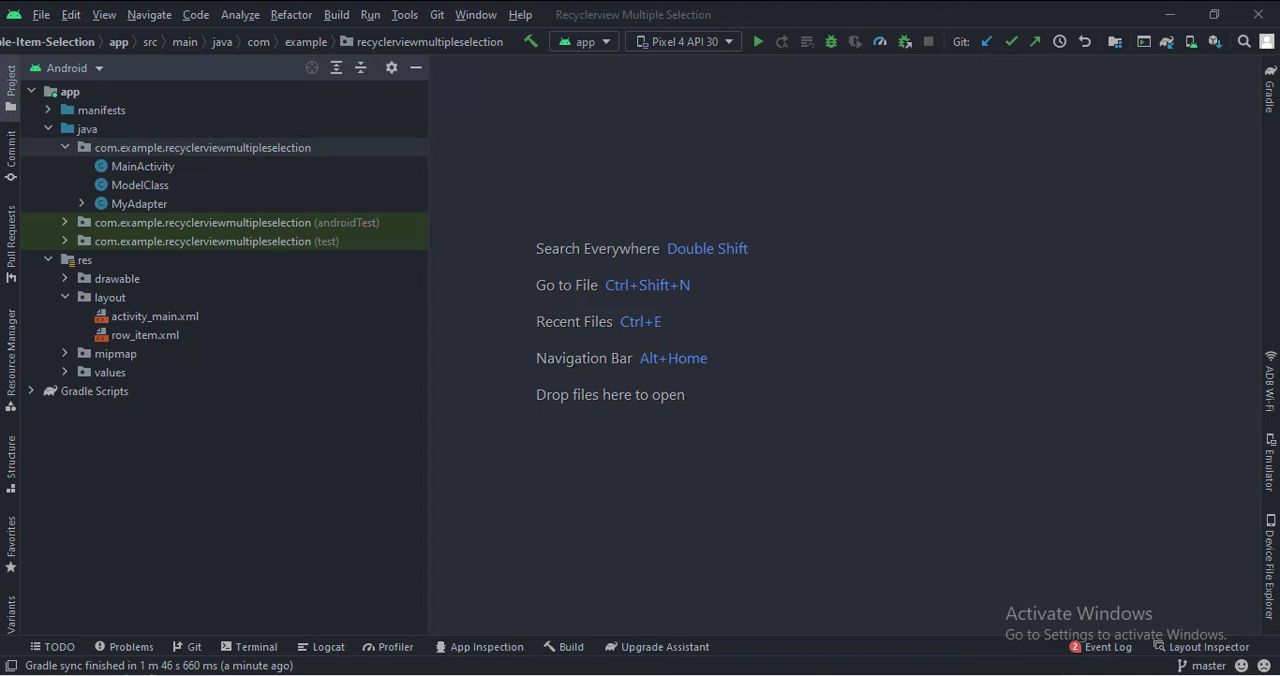 File Edit View Navigate Code Analyze Refactor Build Run Tools Git Window Help Recyclerview Multiple Selection
ple-Item-Selection app src main java com example recyclerviewmultipleselection app Pixel 4 API 30 Git:
Project
Commit
Pull Requests
Resource Manager
Structure
Favorites
Variants
Android
app
manifests
java
com.example.recyclerviewmultipleselection
MainActivity
ModelClass
MyAdapter
com.example.recyclerviewmultipleselection (androidTest)
com.example.recyclerviewmultipleselection (test)
res
drawable
layout
activity_main.xml
row_item.xml
mipmap
values
Gradle Scripts
Search Everywhere Double Shift
Go to File Ctrl+Shift+N
Recent Files Ctrl+E
Navigation Bar Alt+Home
Drop files here to open
Gradle
ADB Wi-Fi
Emulator
Device File Explorer
Activate Windows
Go to Settings to activate Windows.
TODO Problems Git Terminal Logcat Profiler App Inspection Build Upgrade Assistant 2 Event Log Layout Inspector
Gradle sync finished in 1 m 46 s 660 ms (a minute ago) master